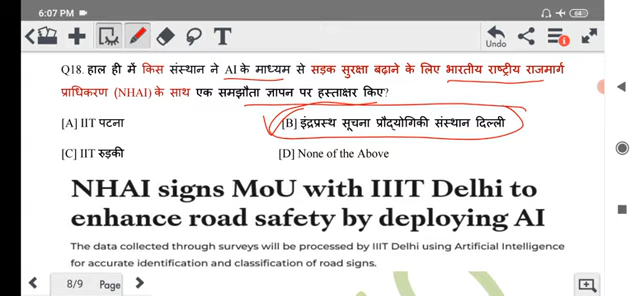 6:07 PM
64
Undo
Q18. हाल ही में किस संस्थान ने AI के माध्यम से सड़क सुरक्षा बढ़ाने के लिए भारतीय राष्ट्रीय राजमार्ग
प्राधिकरण (NHAI) के साथ एक समझौता ज्ञापन पर हस्ताक्षर किए?
[A] IIT पटना
[B] इंद्रप्रस्थ सूचना प्रौद्योगिकी संस्थान दिल्ली
[C] IIT रुड़की
[D] None of the Above
NHAI signs MoU with IIIT Delhi to
enhance road safety by deploying AI
The data collected through surveys will be processed by IIIT Delhi using Artificial Intelligence
for accurate identification and classification of road signs.
8/9 Page